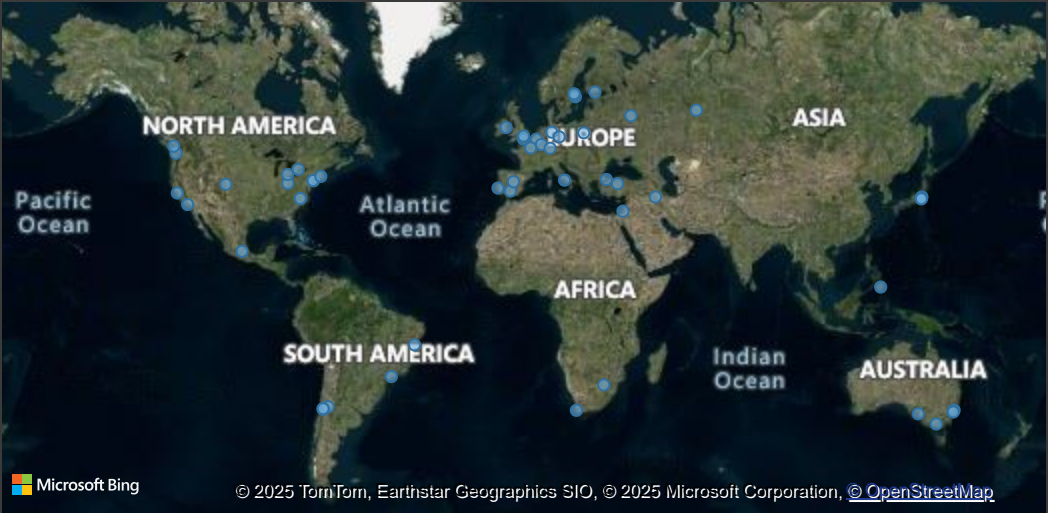 NORTH AMERICA
ASIA
EUROPE
Pacific
Ocean
Atlantic
Ocean
AFRICA
SOUTH AMERICA
Indian
Ocean
AUSTRALIA
Microsoft Bing
© 2025 TomTom, Earthstar Geographics SIO, © 2025 Microsoft Corporation, © OpenStreetMap